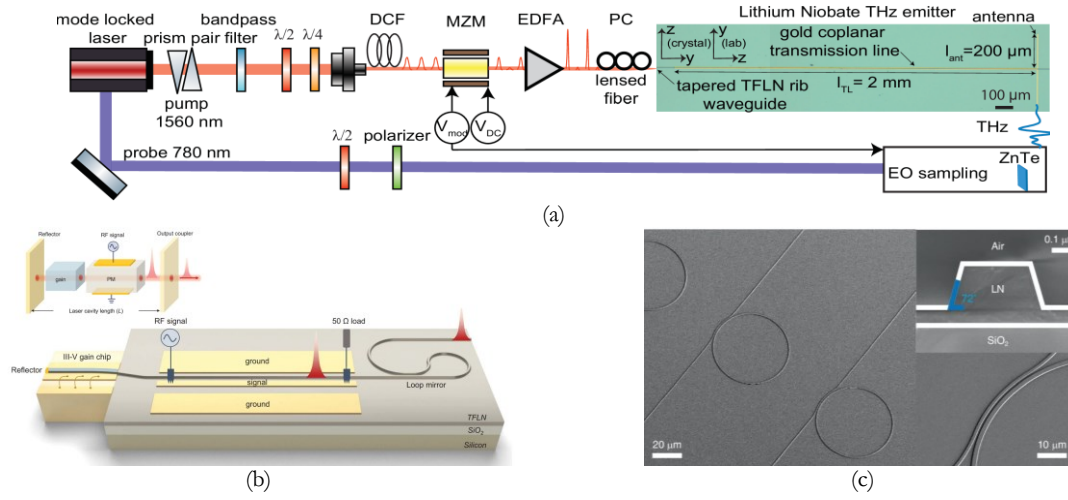 mode locked
laser
prism pair
bandpass
filter
λ/2
λ/4
DCF
MZM
EDFA
PC
lensed
fiber
pump
1560 nm
V_mod
V_DC
probe 780 nm
λ/2
polarizer
Lithium Niobate THz emitter
antenna
z
(crystal)
y
y
(lab)
z
gold coplanar
transmission line
l_ant=200 μm
tapered TFLN rib
waveguide
l_TL= 2 mm
100 μm
THz
ZnTe
EO sampling
(a)
Reflector
RF signal
Output coupler
gain
PM
Laser cavity length (L)
RF signal
50 Ω load
III-V gain chip
Reflector
ground
signal
ground
Loop mirror
TFLN
SiO₂
Silicon
(b)
Air
0.1 μm
LN
72°
SiO₂
20 μm
10 μm
(c)